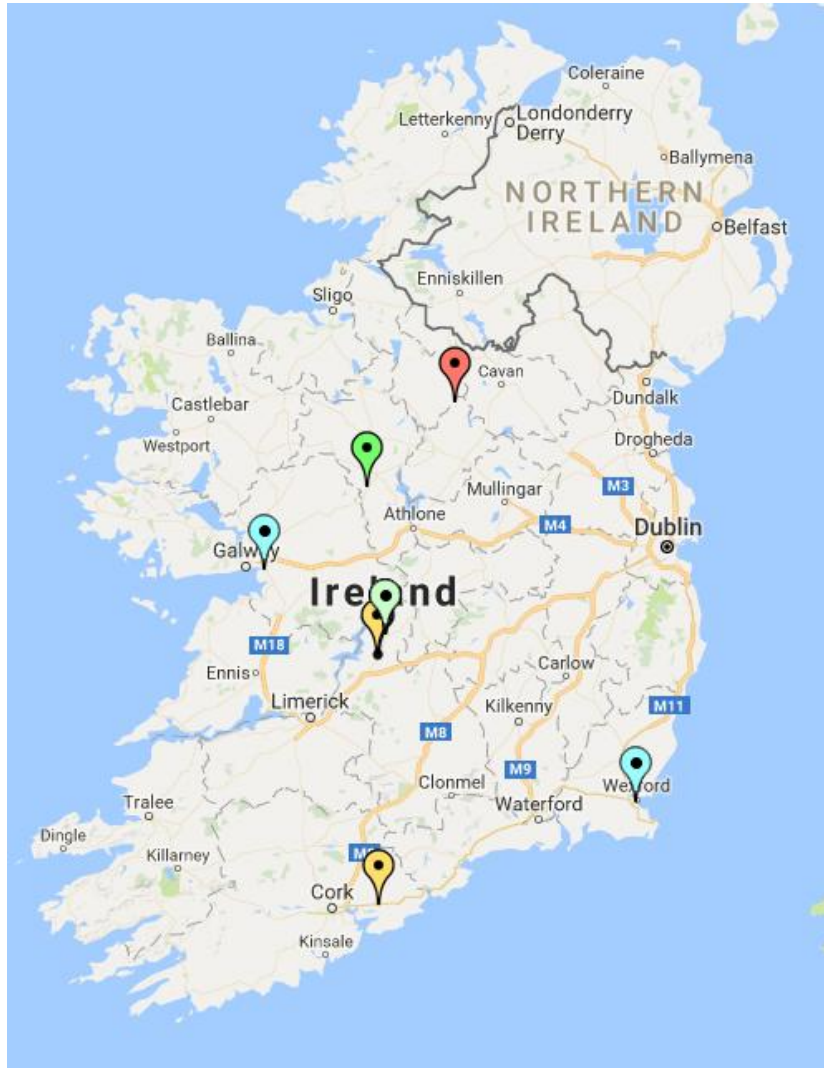 Coleraine
Londonderry
Derry
Letterkenny
Ballymena
NORTHERN
IRELAND
Belfast
Enniskillen
Sligo
Ballina
Cavan
Dundalk
Castlebar
Westport
Drogheda
Mullingar
M3
Athlone
M4
Dublin
Galway
Ireland
M18
Ennis
Carlow
Limerick
Kilkenny
M11
M8
M9
Clonmel
Wexford
Tralee
Waterford
Dingle
Killarney
Cork
Kinsale